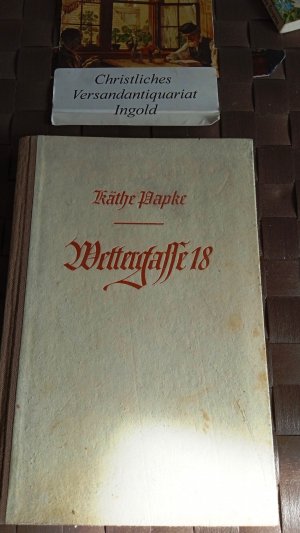 Christliches
Versandantiquariat
Ingold
Käthe Papke
Wettergasse 18